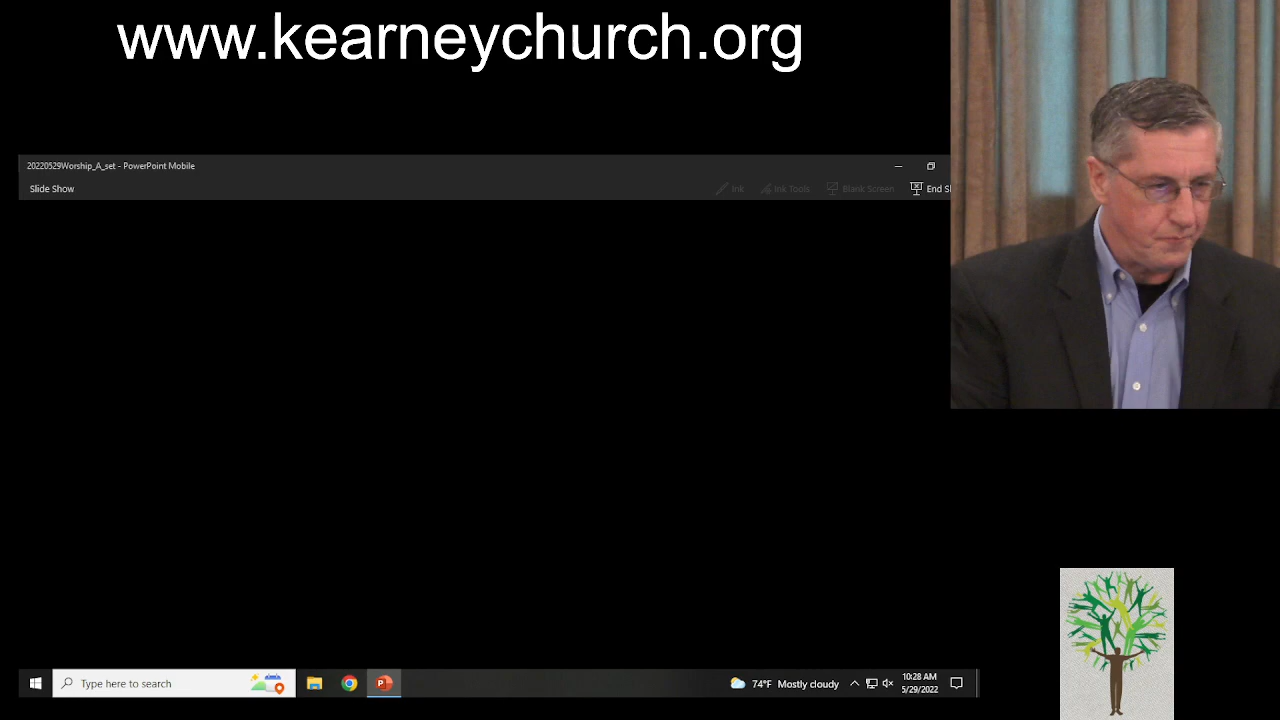 www.kearneychurch.org
20220529Worship_A_set - PowerPoint Mobile
Slide Show
Ink
Ink Tools
Blank Screen
End S
Type here to search
74°F Mostly cloudy
10:28 AM
5/29/2022